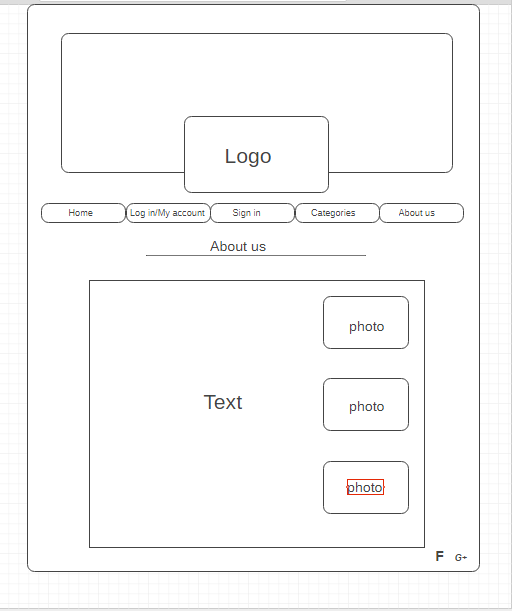 Logo
Home Log in/My account Sign in Categories About us
About us
photo
Text
photo
photo
F G+